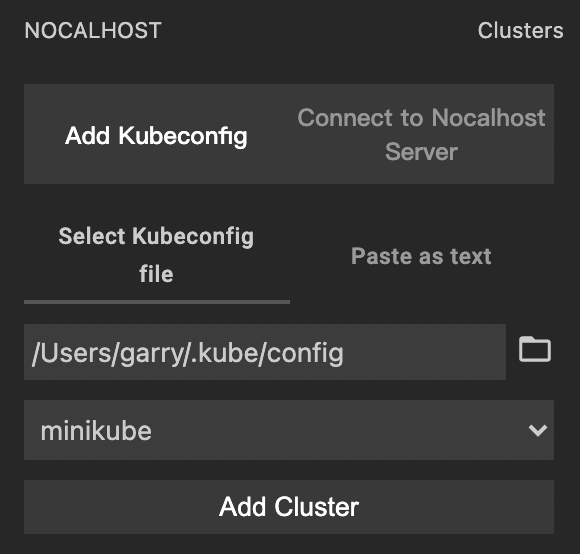 NOCALHOST
Clusters
Add Kubeconfig
Connect to Nocalhost
Server
Select Kubeconfig
file
Paste as text
/Users/garry/.kube/config
minikube
Add Cluster